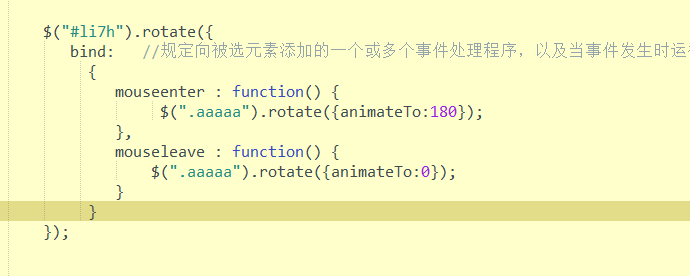 $("#li7h").rotate({
bind:   //规定向被选元素添加的一个或多个事件处理程序，以及当事件发生时运
{
mouseenter : function() {
$(".aaaaa").rotate({animateTo:180});
},
mouseleave : function() {
$(".aaaaa").rotate({animateTo:0});
}
}
});